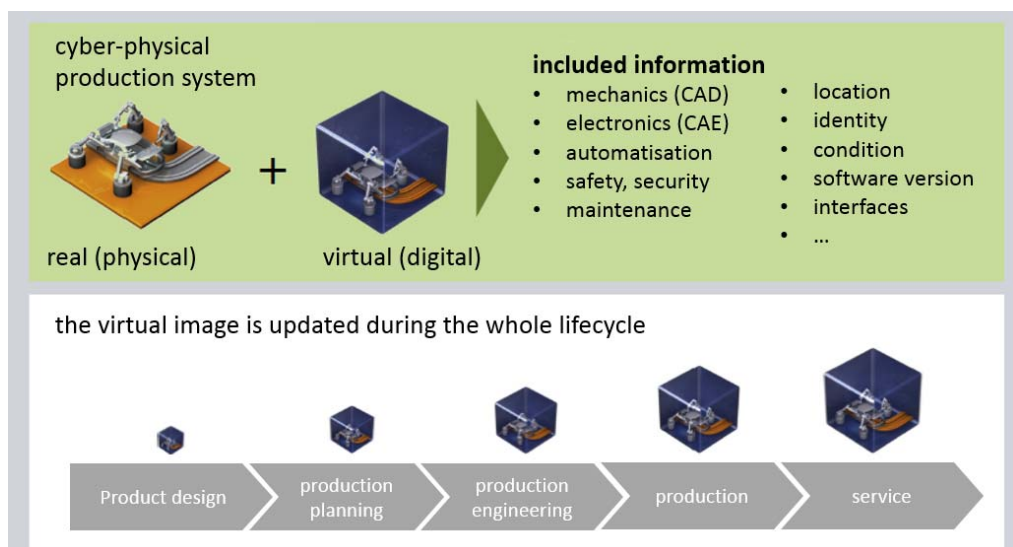 cyber-physical
production system
+
real (physical)
virtual (digital)
included information
• mechanics (CAD)
• electronics (CAE)
• automatisation
• safety, security
• maintenance
• location
• identity
• condition
• software version
• interfaces
• ...
the virtual image is updated during the whole lifecycle
Product design
production
planning
production
engineering
production
service